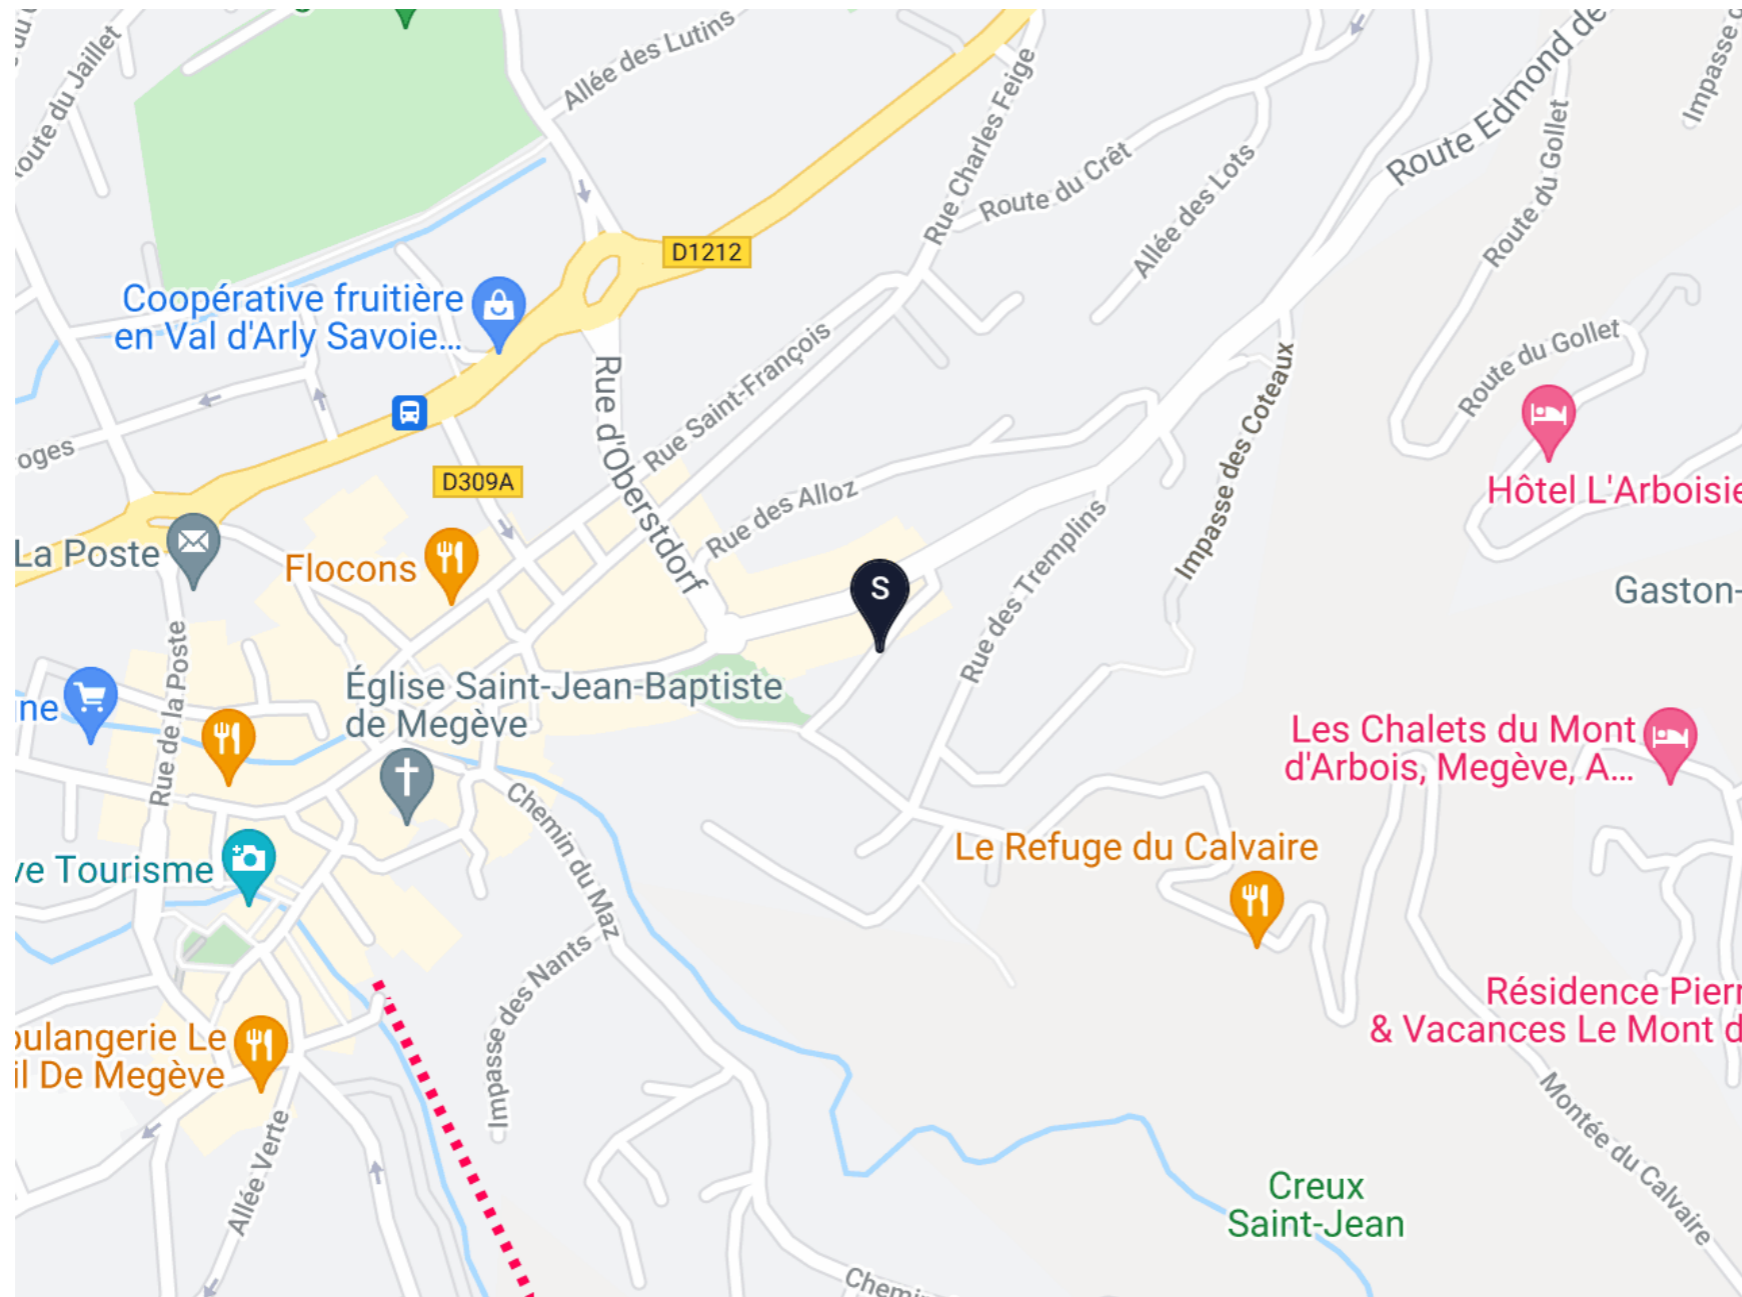 Route du Jaillet
Allée des Lutins
Rue Charles Feige
Route Edmond de
Impasse
Route du Gollet
Route du Crêt
Allée des Lots
D1212
Coopérative fruitière
en Val d'Arly Savoie...
Rue d'Oberstdorf
Rue Saint-François
Impasse des Coteaux
Route du Gollet
oges
D309A
Hôtel L'Arboisie
La Poste
Flocons
Rue des Alloz
S
Rue des Tremplins
Gaston-
Rue de la Poste
ne
Église Saint-Jean-Baptiste
de Megève
Les Chalets du Mont
d'Arbois, Megève, A...
Chemin du Maz
Le Refuge du Calvaire
ve Tourisme
Impasse des Nants
Résidence Pierr
& Vacances Le Mont d
oulangerie Le
il De Megève
Allée Verte
Montée du Calvaire
Creux
Saint-Jean
Chemin